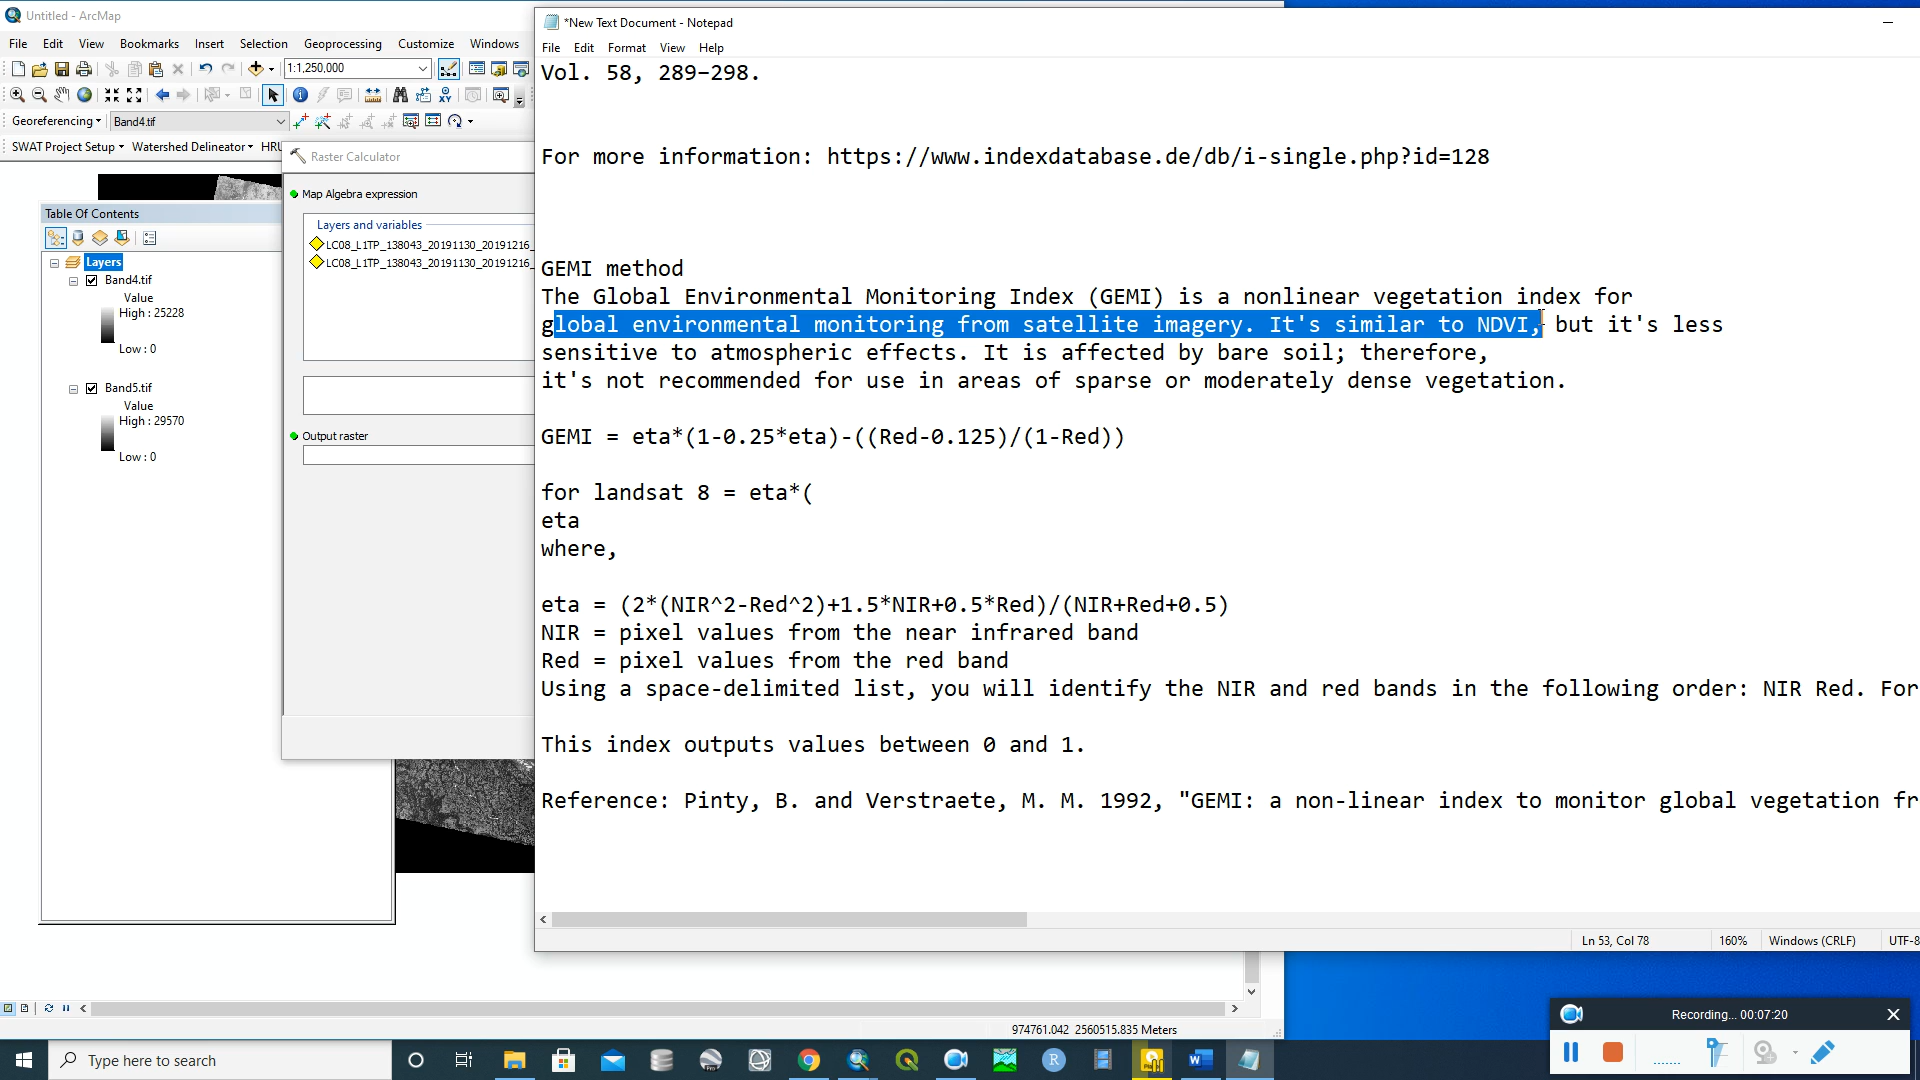 Untitled - ArcMap
File Edit View Bookmarks Insert Selection Geoprocessing Customize Windows
1:1,250,000
Georeferencing Band4.tif
SWAT Project Setup Watershed Delineator HRU
Table Of Contents
Layers
Band4.tif
Value
High : 25228
Low : 0
Band5.tif
Value
High : 29570
Low : 0
Raster Calculator
Map Algebra expression
Layers and variables
LC08_L1TP_138043_20191130_20191216_
LC08_L1TP_138043_20191130_20191216_
Output raster
*New Text Document - Notepad
File Edit Format View Help
Vol. 58, 289–298.
For more information: https://www.indexdatabase.de/db/i-single.php?id=128
GEMI method
The Global Environmental Monitoring Index (GEMI) is a nonlinear vegetation index for
global environmental monitoring from satellite imagery. It's similar to NDVI, but it's less
sensitive to atmospheric effects. It is affected by bare soil; therefore,
it's not recommended for use in areas of sparse or moderately dense vegetation.
GEMI = eta*(1-0.25*eta)-((Red-0.125)/(1-Red))
for landsat 8 = eta*(
eta
where,
eta = (2*(NIR^2-Red^2)+1.5*NIR+0.5*Red)/(NIR+Red+0.5)
NIR = pixel values from the near infrared band
Red = pixel values from the red band
Using a space-delimited list, you will identify the NIR and red bands in the following order: NIR Red. For
This index outputs values between 0 and 1.
Reference: Pinty, B. and Verstraete, M. M. 1992, "GEMI: a non-linear index to monitor global vegetation fr
Ln 53, Col 78 160% Windows (CRLF) UTF-8
974761.042 2560515.835 Meters
Recording... 00:07:20
Type here to search